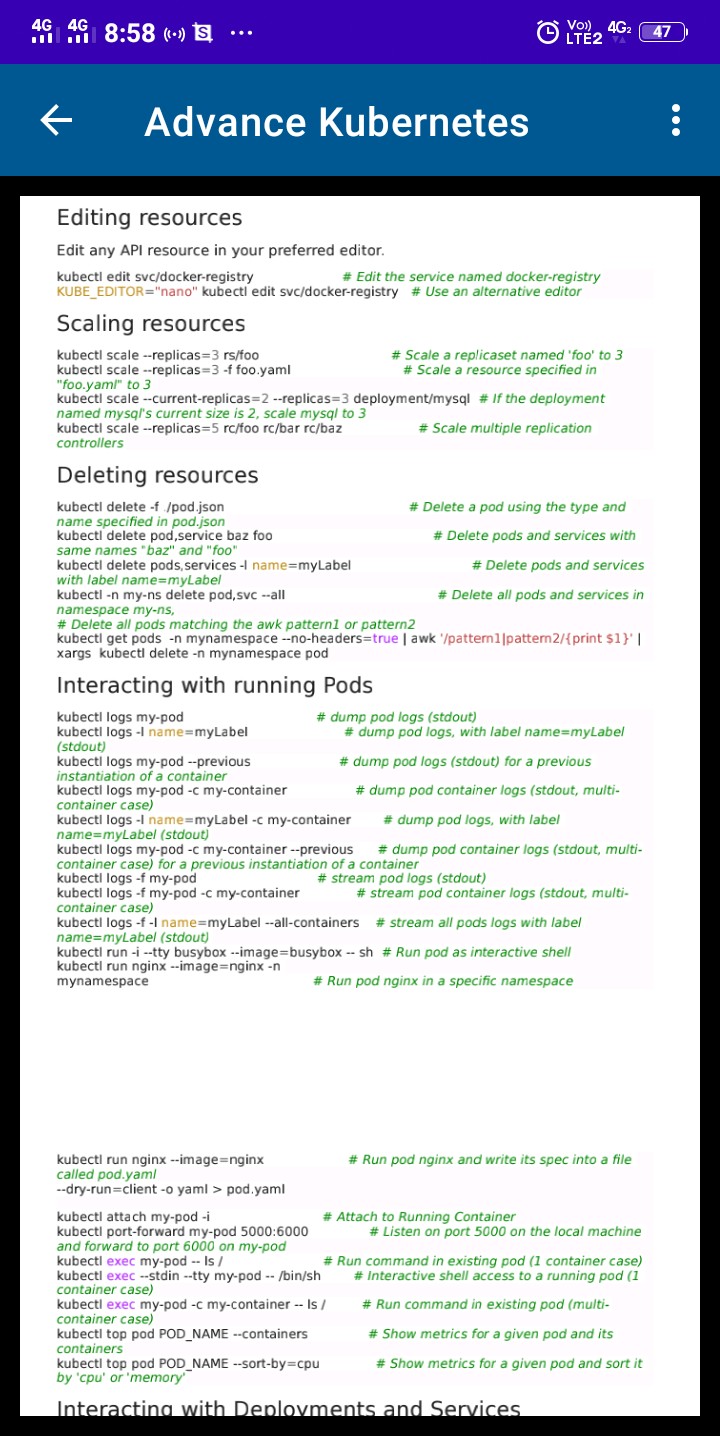 4G 4G 8:58 S ... Vo)) LTE2 4G2 47
Advance Kubernetes
Editing resources
Edit any API resource in your preferred editor.
kubectl edit svc/docker-registry # Edit the service named docker-registry
KUBE_EDITOR="nano" kubectl edit svc/docker-registry # Use an alternative editor
Scaling resources
kubectl scale --replicas=3 rs/foo # Scale a replicaset named 'foo' to 3
kubectl scale --replicas=3 -f foo.yaml # Scale a resource specified in
"foo.yaml" to 3
kubectl scale --current-replicas=2 --replicas=3 deployment/mysql # If the deployment
named mysql's current size is 2, scale mysql to 3
kubectl scale --replicas=5 rc/foo rc/bar rc/baz # Scale multiple replication
controllers
Deleting resources
kubectl delete -f ./pod.json # Delete a pod using the type and
name specified in pod.json
kubectl delete pod,service baz foo # Delete pods and services with
same names "baz" and "foo"
kubectl delete pods,services -l name=myLabel # Delete pods and services
with label name=myLabel
kubectl -n my-ns delete pod,svc --all # Delete all pods and services in
namespace my-ns,
# Delete all pods matching the awk pattern1 or pattern2
kubectl get pods -n mynamespace --no-headers=true | awk '/pattern1|pattern2/{print $1}' |
xargs kubectl delete -n mynamespace pod
Interacting with running Pods
kubectl logs my-pod # dump pod logs (stdout)
kubectl logs -l name=myLabel # dump pod logs, with label name=myLabel
(stdout)
kubectl logs my-pod --previous # dump pod logs (stdout) for a previous
instantiation of a container
kubectl logs my-pod -c my-container # dump pod container logs (stdout, multi-
container case)
kubectl logs -l name=myLabel -c my-container # dump pod logs, with label
name=myLabel (stdout)
kubectl logs my-pod -c my-container --previous # dump pod container logs (stdout, multi-
container case) for a previous instantiation of a container
kubectl logs -f my-pod # stream pod logs (stdout)
kubectl logs -f my-pod -c my-container # stream pod container logs (stdout, multi-
container case)
kubectl logs -f -l name=myLabel --all-containers # stream all pods logs with label
name=myLabel (stdout)
kubectl run -i --tty busybox --image=busybox -- sh # Run pod as interactive shell
kubectl run nginx --image=nginx -n
mynamespace # Run pod nginx in a specific namespace
kubectl run nginx --image=nginx # Run pod nginx and write its spec into a file
called pod.yaml
--dry-run=client -o yaml > pod.yaml
kubectl attach my-pod -i # Attach to Running Container
kubectl port-forward my-pod 5000:6000 # Listen on port 5000 on the local machine
and forward to port 6000 on my-pod
kubectl exec my-pod -- ls / # Run command in existing pod (1 container case)
kubectl exec --stdin --tty my-pod -- /bin/sh # Interactive shell access to a running pod (1
container case)
kubectl exec my-pod -c my-container -- ls / # Run command in existing pod (multi-
container case)
kubectl top pod POD_NAME --containers # Show metrics for a given pod and its
containers
kubectl top pod POD_NAME --sort-by=cpu # Show metrics for a given pod and sort it
by 'cpu' or 'memory'
Interacting with Deployments and Services